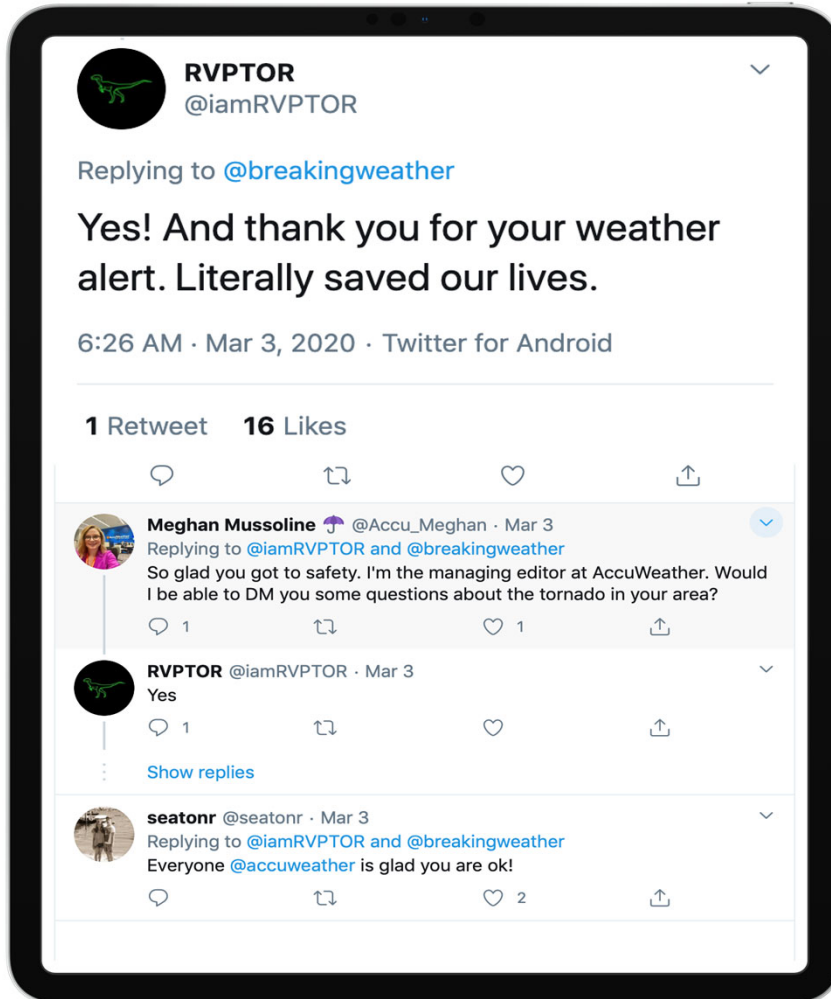 RVPTOR
@iamRVPTOR
Replying to @breakingweather
Yes! And thank you for your weather
alert. Literally saved our lives.
6:26 AM · Mar 3, 2020 · Twitter for Android
1 Retweet 16 Likes
Meghan Mussoline @Accu_Meghan · Mar 3
Replying to @iamRVPTOR and @breakingweather
So glad you got to safety. I'm the managing editor at AccuWeather. Would
I be able to DM you some questions about the tornado in your area?
1 1
RVPTOR @iamRVPTOR · Mar 3
Yes
1
Show replies
seatonr @seatonr · Mar 3
Replying to @iamRVPTOR and @breakingweather
Everyone @accuweather is glad you are ok!
2